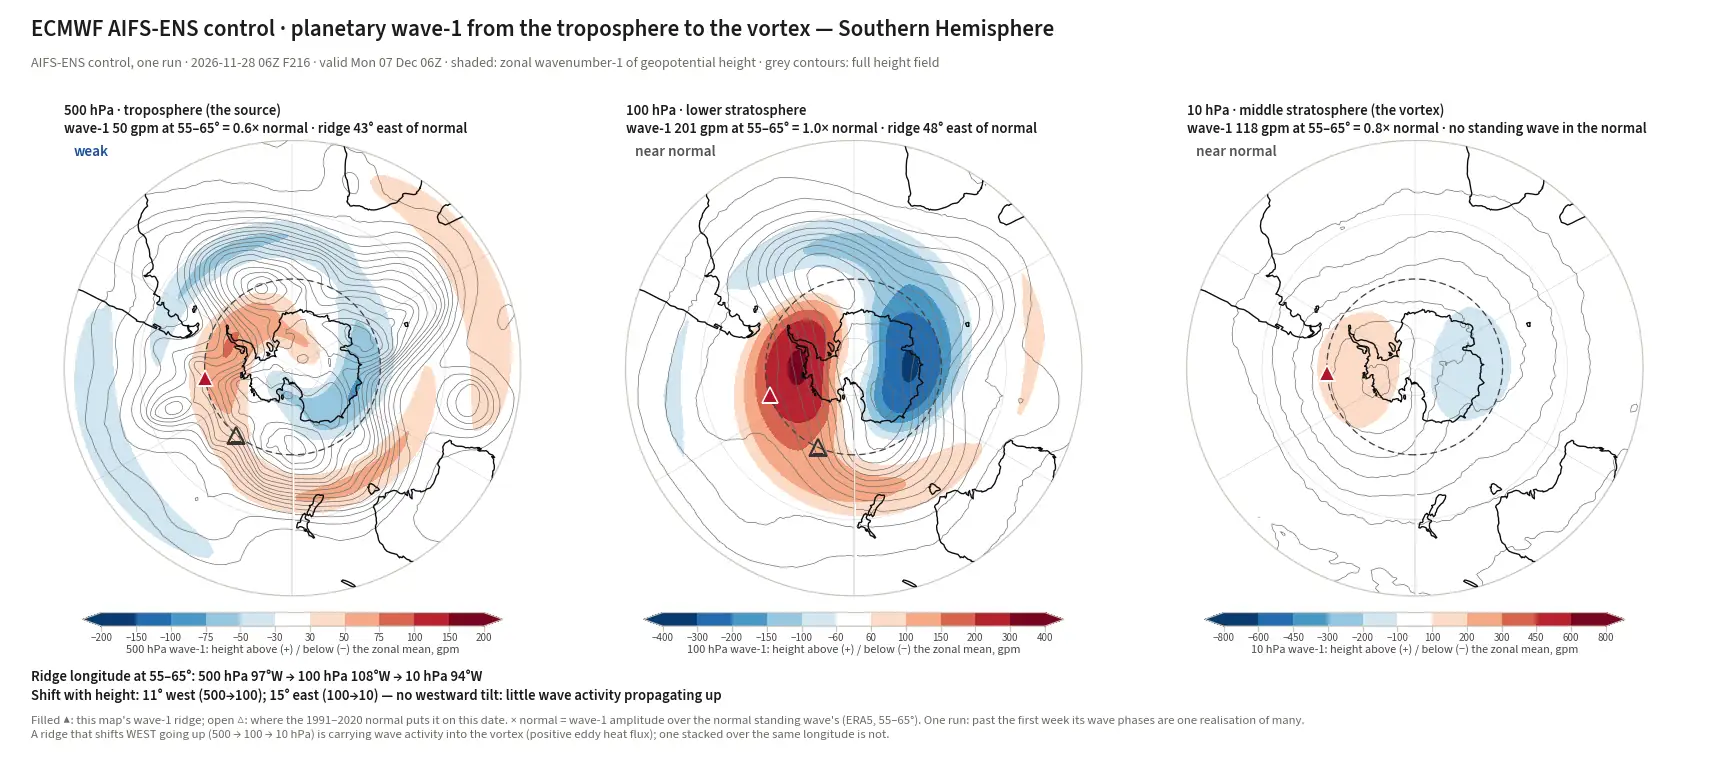 ECMWF AIFS-ENS control · planetary wave-1 from the troposphere to the vortex — Southern Hemisphere
AIFS-ENS control, one run · 2026-11-28 06Z F216 · valid Mon 07 Dec 06Z · shaded: zonal wavenumber-1 of geopotential height · grey contours: full height field
500 hPa · troposphere (the source)
wave-1 50 gpm at 55–65° = 0.6× normal · ridge 43° east of normal
weak
100 hPa · lower stratosphere
wave-1 201 gpm at 55–65° = 1.0× normal · ridge 48° east of normal
near normal
10 hPa · middle stratosphere (the vortex)
wave-1 118 gpm at 55–65° = 0.8× normal · no standing wave in the normal
near normal
−200 −150 −100 −75 −50 −30 30 50 75 100 150 200
500 hPa wave-1: height above (+) / below (−) the zonal mean, gpm
−400 −300 −200 −150 −100 −60 60 100 150 200 300 400
100 hPa wave-1: height above (+) / below (−) the zonal mean, gpm
−800 −600 −450 −300 −200 −100 100 200 300 450 600 800
10 hPa wave-1: height above (+) / below (−) the zonal mean, gpm
Ridge longitude at 55–65°: 500 hPa 97°W → 100 hPa 108°W → 10 hPa 94°W
Shift with height: 11° west (500→100); 15° east (100→10) — no westward tilt: little wave activity propagating up
Filled ▲: this map's wave-1 ridge; open △: where the 1991–2020 normal puts it on this date. × normal = wave-1 amplitude over the normal standing wave's (ERA5, 55–65°). One run: past the first week its wave phases are one realisation of many.
A ridge that shifts WEST going up (500 → 100 → 10 hPa) is carrying wave activity into the vortex (positive eddy heat flux); one stacked over the same longitude is not.